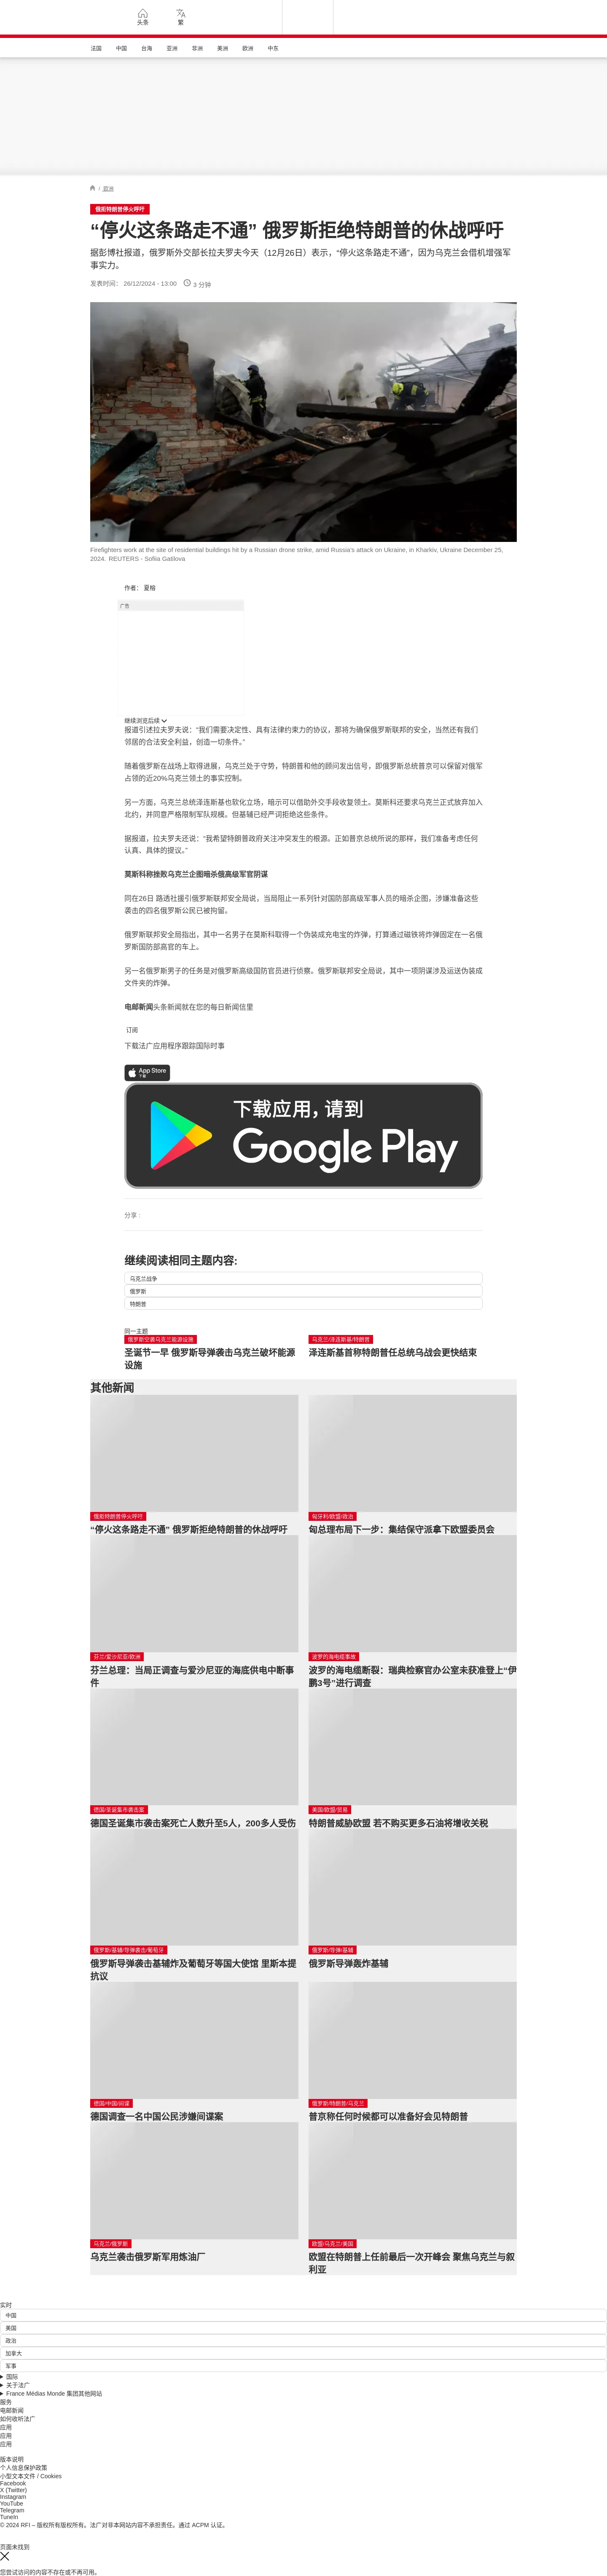 头条
繁
法国 中国 台海 亚洲 非洲 美洲 欧洲 中东
/ 欧洲
俄拒特朗普停火呼吁
“停火这条路走不通” 俄罗斯拒绝特朗普的休战呼吁
据彭博社报道，俄罗斯外交部长拉夫罗夫今天（12月26日）表示，“停火这条路走不通”，因为乌克兰会借机增强军
事实力。
发表时间： 26/12/2024 - 13:00 3 分钟
Firefighters work at the site of residential buildings hit by a Russian drone strike, amid Russia's attack on Ukraine, in Kharkiv, Ukraine December 25,
2024. REUTERS - Sofiia Gatilova
作者： 夏榕
广告
继续浏览后续
报道引述拉夫罗夫说：“我们需要决定性、具有法律约束力的协议，那将为确保俄罗斯联邦的安全，当然还有我们
邻居的合法安全利益，创造一切条件。”
随着俄罗斯在战场上取得进展，乌克兰处于守势，特朗普和他的顾问发出信号，即俄罗斯总统普京可以保留对俄军
占领的近20%乌克兰领土的事实控制。
另一方面，乌克兰总统泽连斯基也软化立场，暗示可以借助外交手段收复领土。莫斯科还要求乌克兰正式放弃加入
北约，并同意严格限制军队规模。但基辅已经严词拒绝这些条件。
据报道，拉夫罗夫还说：“我希望特朗普政府关注冲突发生的根源。正如普京总统所说的那样，我们准备考虑任何
认真、具体的提议。”
莫斯科称挫败乌克兰企图暗杀俄高级军官阴谋
同在26日 路透社援引俄罗斯联邦安全局说，当局阻止一系列针对国防部高级军事人员的暗杀企图，涉嫌准备这些
袭击的四名俄罗斯公民已被拘留。
俄罗斯联邦安全局指出，其中一名男子在莫斯科取得一个伪装成充电宝的炸弹，打算通过磁铁将炸弹固定在一名俄
罗斯国防部高官的车上。
另一名俄罗斯男子的任务是对俄罗斯高级国防官员进行侦察。俄罗斯联邦安全局说，其中一项阴谋涉及运送伪装成
文件夹的炸弹。
电邮新闻头条新闻就在您的每日新闻信里
订阅
下载法广应用程序跟踪国际时事
App Store
下载
下载应用，请到
Google Play
分享 :
继续阅读相同主题内容:
乌克兰战争
俄罗斯
特朗普
同一主题
俄罗斯空袭乌克兰能源设施
圣诞节一早 俄罗斯导弹袭击乌克兰破坏能源
设施
乌克兰/泽连斯基/特朗普
泽连斯基首称特朗普任总统乌战会更快结束
其他新闻
俄拒特朗普停火呼吁
“停火这条路走不通” 俄罗斯拒绝特朗普的休战呼吁
匈牙利/欧盟/政治
匈总理布局下一步：集结保守派拿下欧盟委员会
芬兰/爱沙尼亚/欧洲
芬兰总理：当局正调查与爱沙尼亚的海底供电中断事
件
波罗的海电缆事故
波罗的海电缆断裂：瑞典检察官办公室未获准登上“伊
鹏3号”进行调查
德国/圣诞集市袭击案
德国圣诞集市袭击案死亡人数升至5人，200多人受伤
美国/欧盟/贸易
特朗普威胁欧盟 若不购买更多石油将增收关税
俄罗斯/基辅/导弹袭击/葡萄牙
俄罗斯导弹袭击基辅炸及葡萄牙等国大使馆 里斯本提
抗议
俄罗斯/导弹/基辅
俄罗斯导弹轰炸基辅
德国/中国/间谍
德国调查一名中国公民涉嫌间谍案
俄罗斯/特朗普/乌克兰
普京称任何时候都可以准备好会见特朗普
乌克兰/俄罗斯
乌克兰袭击俄罗斯军用炼油厂
欧盟/乌克兰/美国
欧盟在特朗普上任前最后一次开峰会 聚焦乌克兰与叙
利亚
实时
中国
美国
政治
加拿大
军事
国际
关于法广
France Médias Monde 集团其他网站
服务
电邮新闻
如何收听法广
应用
应用
应用
版本说明
个人信息保护政策
小型文本文件 / Cookies
Facebook
X (Twitter)
Instagram
YouTube
Telegram
TuneIn
© 2024 RFI – 版权所有版权所有。法广对非本网站内容不承担责任。通过 ACPM 认证。
页面未找到
您尝试访问的内容不存在或不再可用。